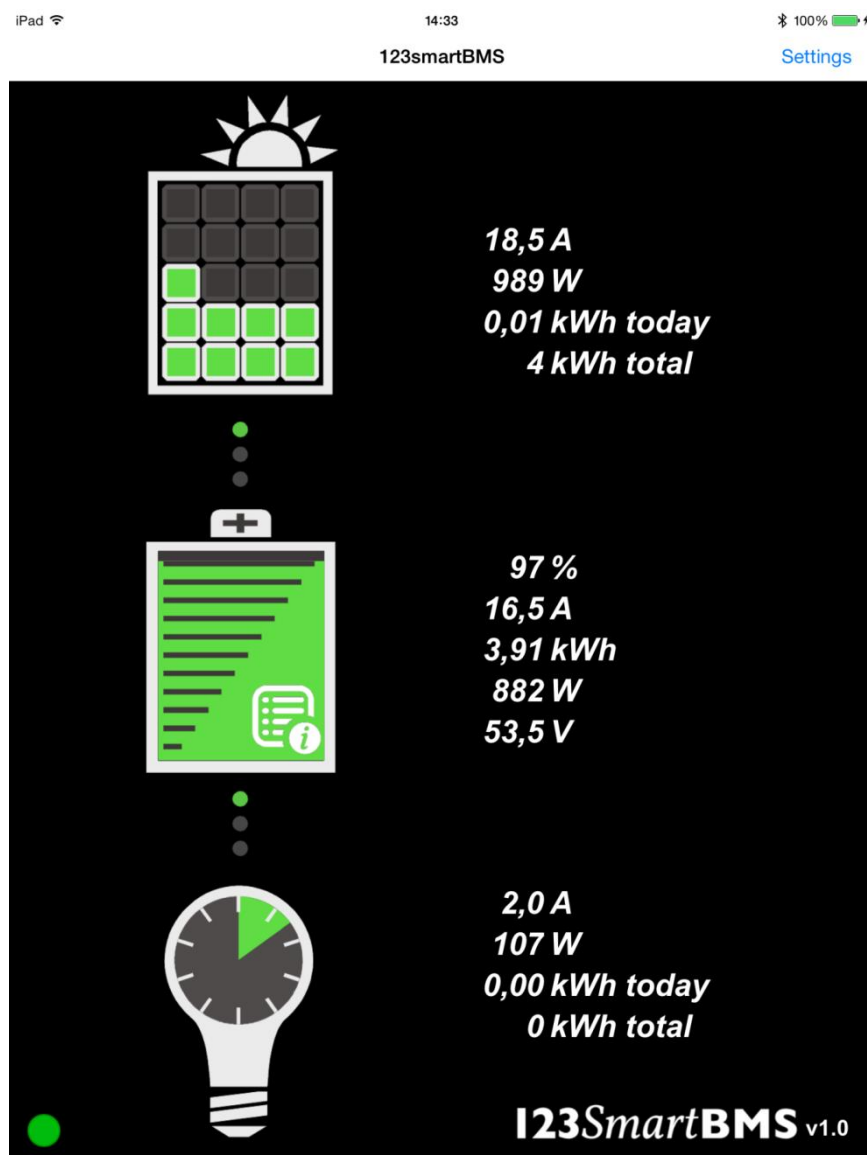 iPad 14:33 100%
123smartBMS Settings
18,5 A
989 W
0,01 kWh today
4 kWh total
97 %
16,5 A
3,91 kWh
882 W
53,5 V
2,0 A
107 W
0,00 kWh today
0 kWh total
123SmartBMS v1.0